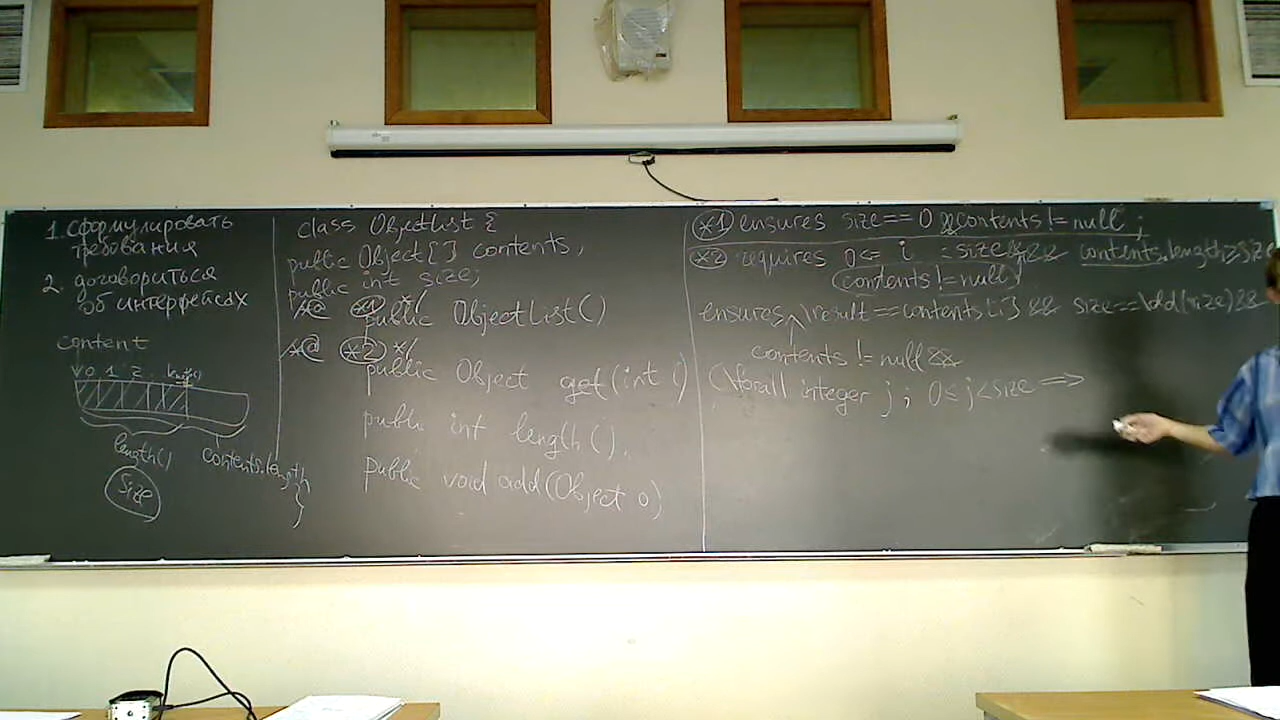 1. сформулировать
требования
2. договориться
об интерфейсах
content
0 1 2
length()
contents.length
size
class ObjectList {
public Object[] contents;
public int size;
/*@ *1 */
public ObjectList()
/*@ *2 */
public Object get(int i)
public int length();
public void add(Object o)
}
*1 ensures size==0 && contents != null;
*2 requires 0<= i <size && contents.length≥size
(contents != null)
ensures \result==contents[i] && size==\old(size)&&
contents != null &&
(\forall integer j; 0≤j<size ==>